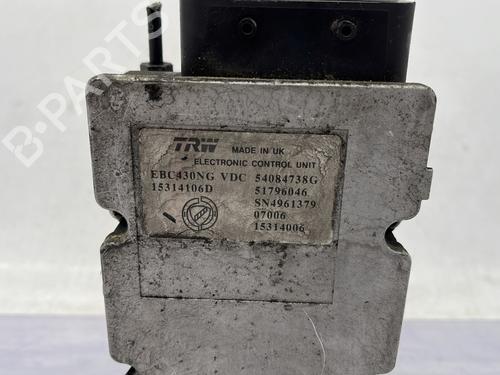 B-PARTS
TRW MADE IN UK
ELECTRONIC CONTROL UNIT
EBC430NG VDC 54084738G
15314106D 51796046
SN4961379
07006
15314006